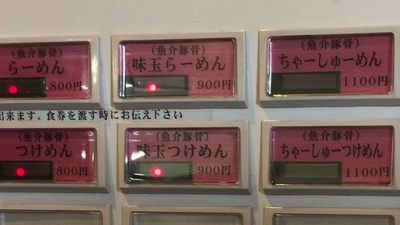 （魚介豚骨）
らーめん
800円
（魚介豚骨）
味玉らーめん
900円
（魚介豚骨）
ちゃーしゅーめん
1100円
出来ます。食券を渡す時にお伝え下さい
（魚介豚骨）
つけめん
800円
（魚介豚骨）
味玉つけめん
900円
（魚介豚骨）
ちゃーしゅーつけめん
1100円